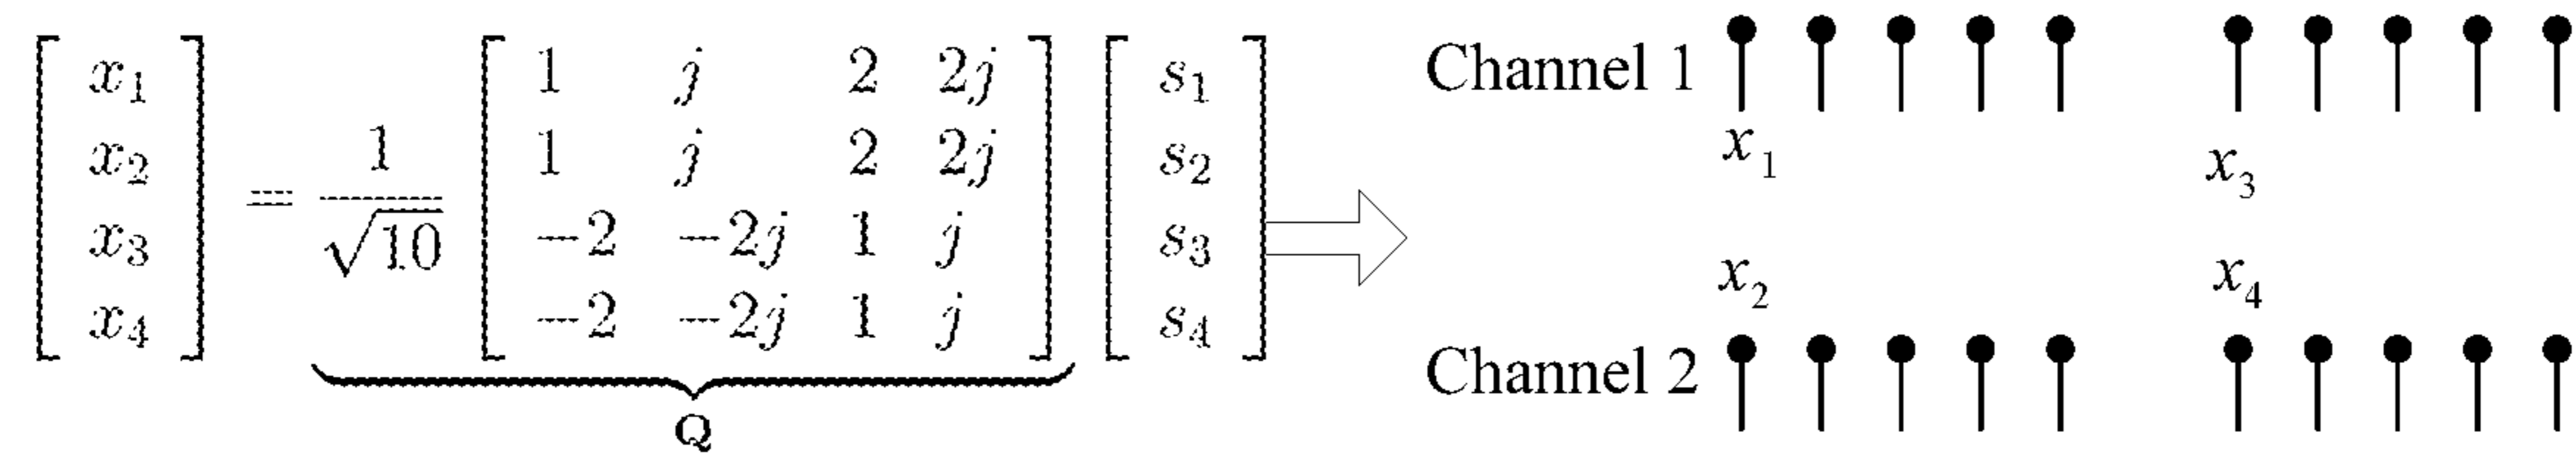 x1 1 j 2 2j s1 Channel 1
x2 = 1/√10 1 j 2 2j s2 x1 x3
x3 -2 -2j 1 j s3 x2 x4
x4 -2 -2j 1 j s4 Channel 2
Q